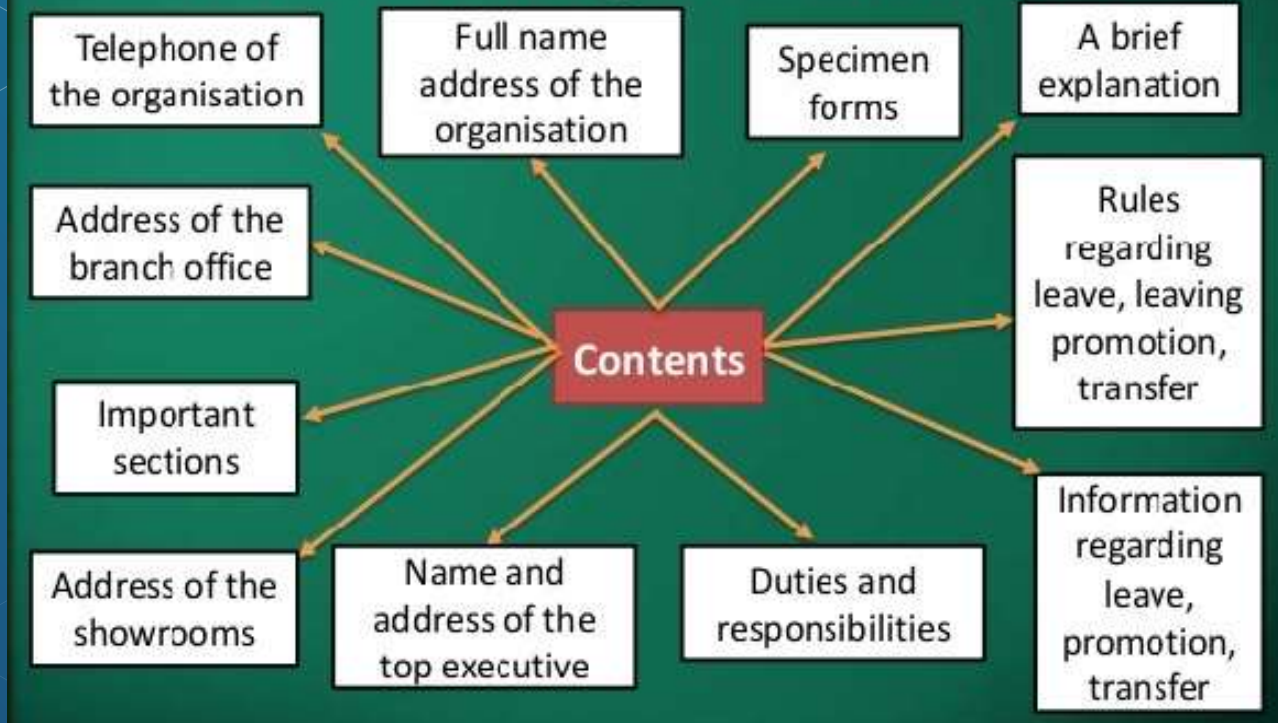 Telephone of
the organisation
Full name
address of the
organisation
Specimen
forms
A brief
explanation
Address of the
branch office
Rules
regarding
leave, leaving
promotion,
transfer
Contents
Important
sections
Information
regarding
leave,
promotion,
transfer
Address of the
showrooms
Name and
address of the
top executive
Duties and
responsibilities